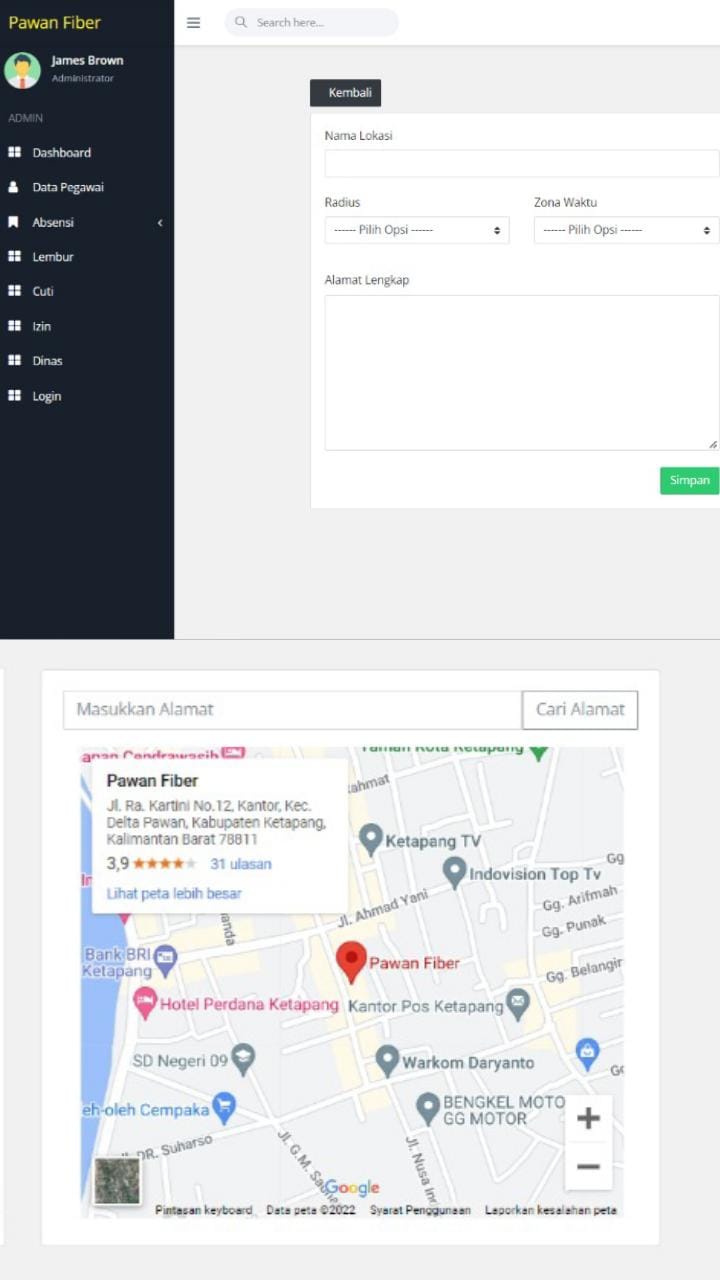 Pawan Fiber
Search here...
James Brown
Administrator
ADMIN
Dashboard
Data Pegawai
Absensi
Lembur
Cuti
Izin
Dinas
Login
Kembali
Nama Lokasi
Radius
Zona Waktu
------ Pilih Opsi ------
------ Pilih Opsi ------
Alamat Lengkap
Simpan
Masukkan Alamat
Cari Alamat
Cendrawasih
Taman Kota Ketapang
Pawan Fiber
Jl. Ra. Kartini No.12, Kantor, Kec.
Delta Pawan, Kabupaten Ketapang,
Kalimantan Barat 78811
3,9
31 ulasan
Lihat peta lebih besar
Ketapang TV
Indovision Top Tv
Gg
Gg. Arifmah
Gg. Punak
Jl. Ahmad Yani
Bank BRI
Ketapang
Pawan Fiber
Gg. Belangir
Hotel Perdana Ketapang
Kantor Pos Ketapang
SD Negeri 09
Warkom Daryanto
eh-oleh Cempaka
BENGKEL MOTO
GG MOTOR
DR. Suharso
Jl. G.M. Sa
Jl. Nusa In
Google
Pintasan keyboard
Data peta ©2022
Syarat Penggunaan
Laporkan kesalahan peta